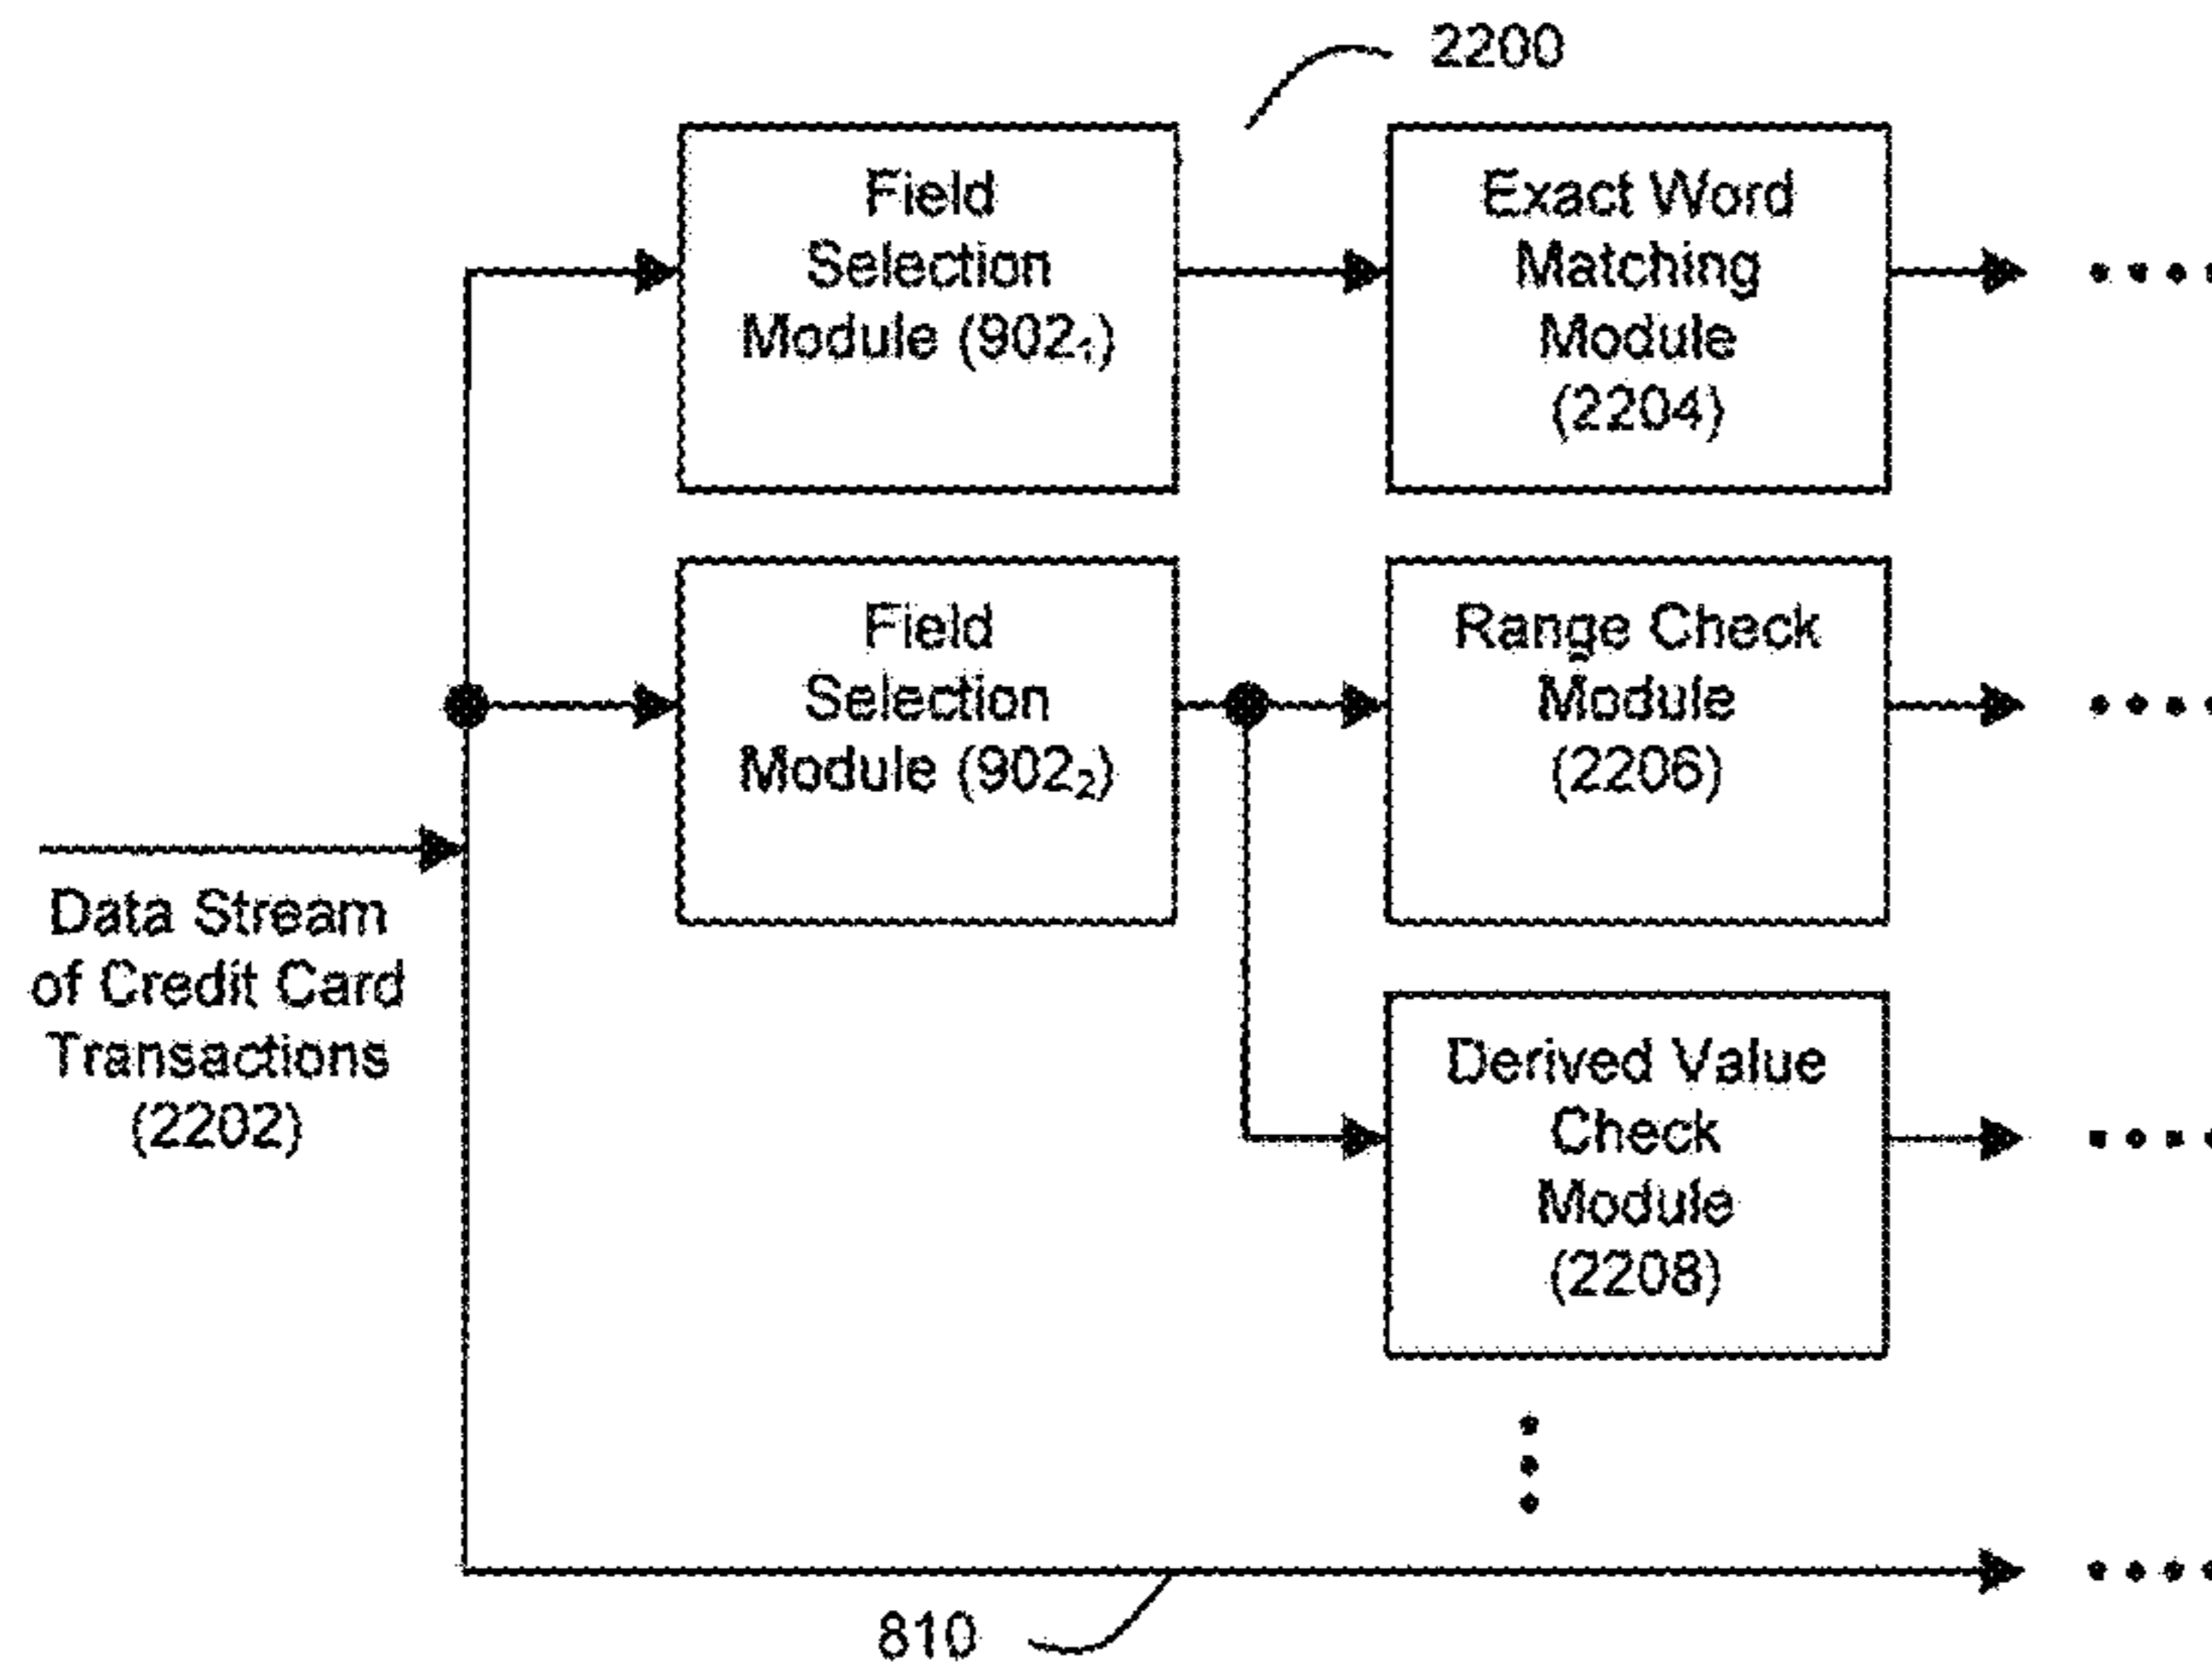 2200
Field
Selection
Module (902₁)
Exact Word
Matching
Module
(2204)
Field
Selection
Module (902₂)
Range Check
Module
(2206)
Data Stream
of Credit Card
Transactions
(2202)
Derived Value
Check
Module
(2208)
810